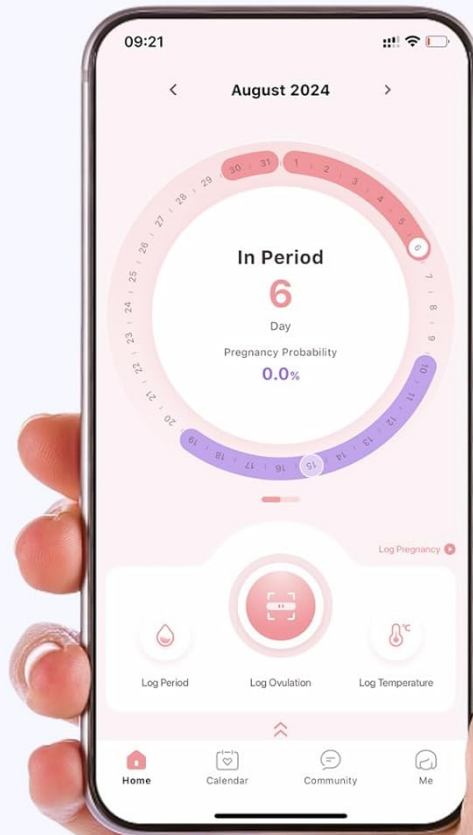 09:21
August 2024
1
2
3
4
5
6
7
8
9
10
11
12
13
14
15
16
17
18
19
20
21
22
23
24
25
26
27
28
29
30
31
In Period
6
Day
Pregnancy Probability
0.0%
Log Pregnancy
Log Period
Log Ovulation
°C
Log Temperature
Home
Calendar
Community
Me